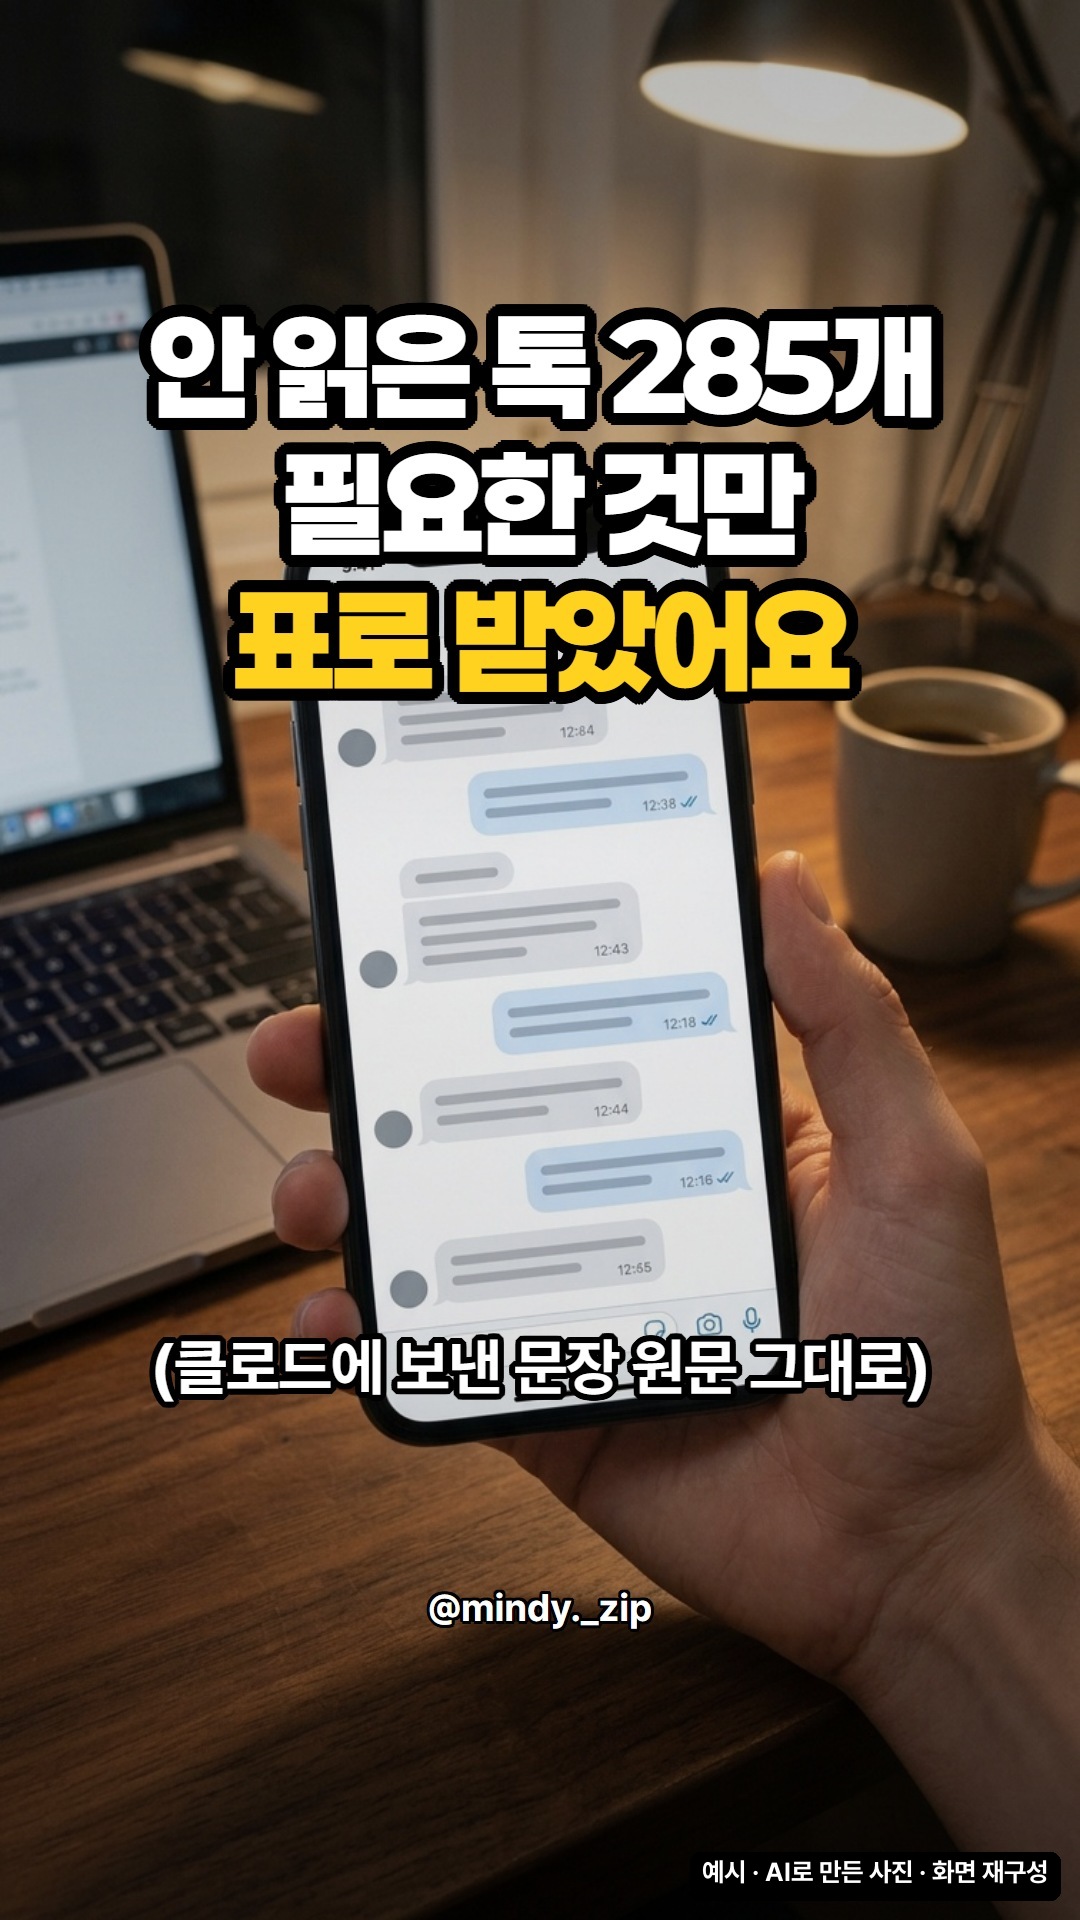 안 읽은 톡 285개
필요한 것만
표로 받았어요
12:84
12:38
12:43
12:18
12:44
12:16
12:55
(클로드에 보낸 문장 원문 그대로)
@mindy._zip
예시 · AI로 만든 사진 · 화면 재구성